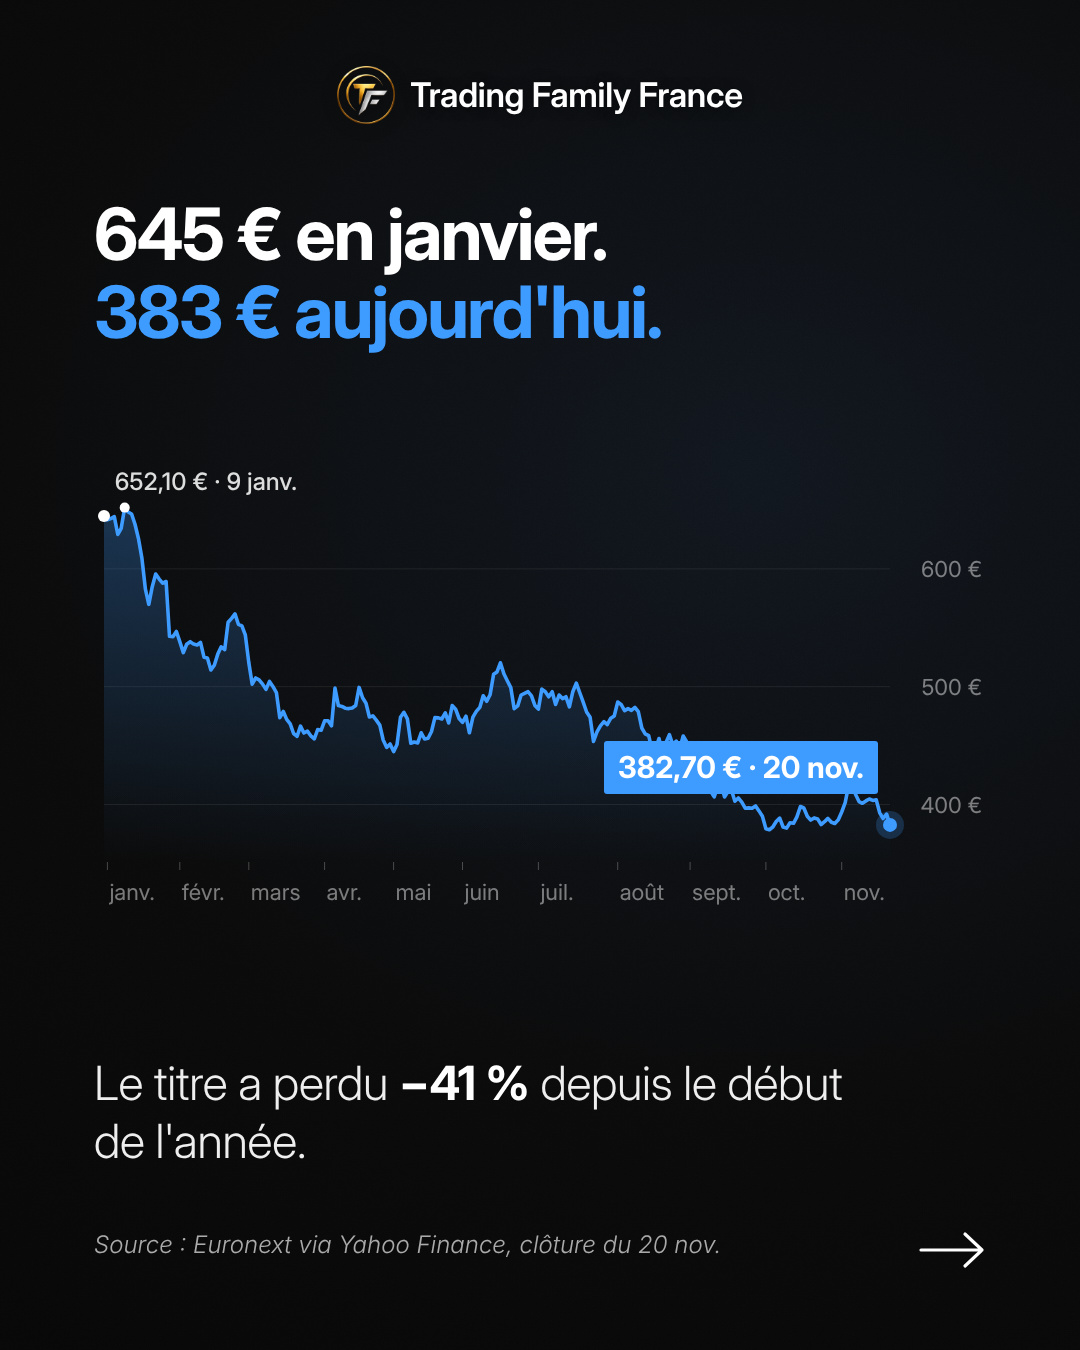 TF
Trading Family France
645 € en janvier.
383 € aujourd'hui.
652,10 € · 9 janv.
600 €
500 €
382,70 € · 20 nov.
400 €
janv. févr. mars avr. mai juin juil. août sept. oct. nov.
Le titre a perdu –41 % depuis le début
de l'année.
Source : Euronext via Yahoo Finance, clôture du 20 nov.